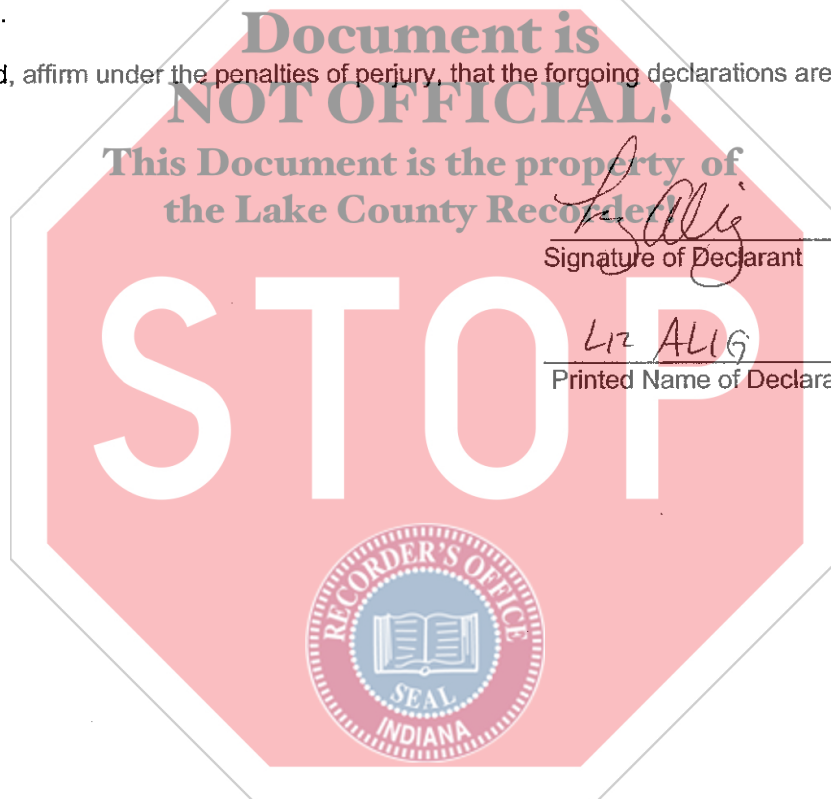 .
Document is
d, affirm under the penalties of perjury, that the forgoing declarations are
NOT OFFICIAL!
This Document is the property of
the Lake County Recorder!
Liz Alig
Signature of Declarant
LIZ ALIG
Printed Name of Declara
STOP
RECORDER'S OFFICE
SEAL
INDIANA